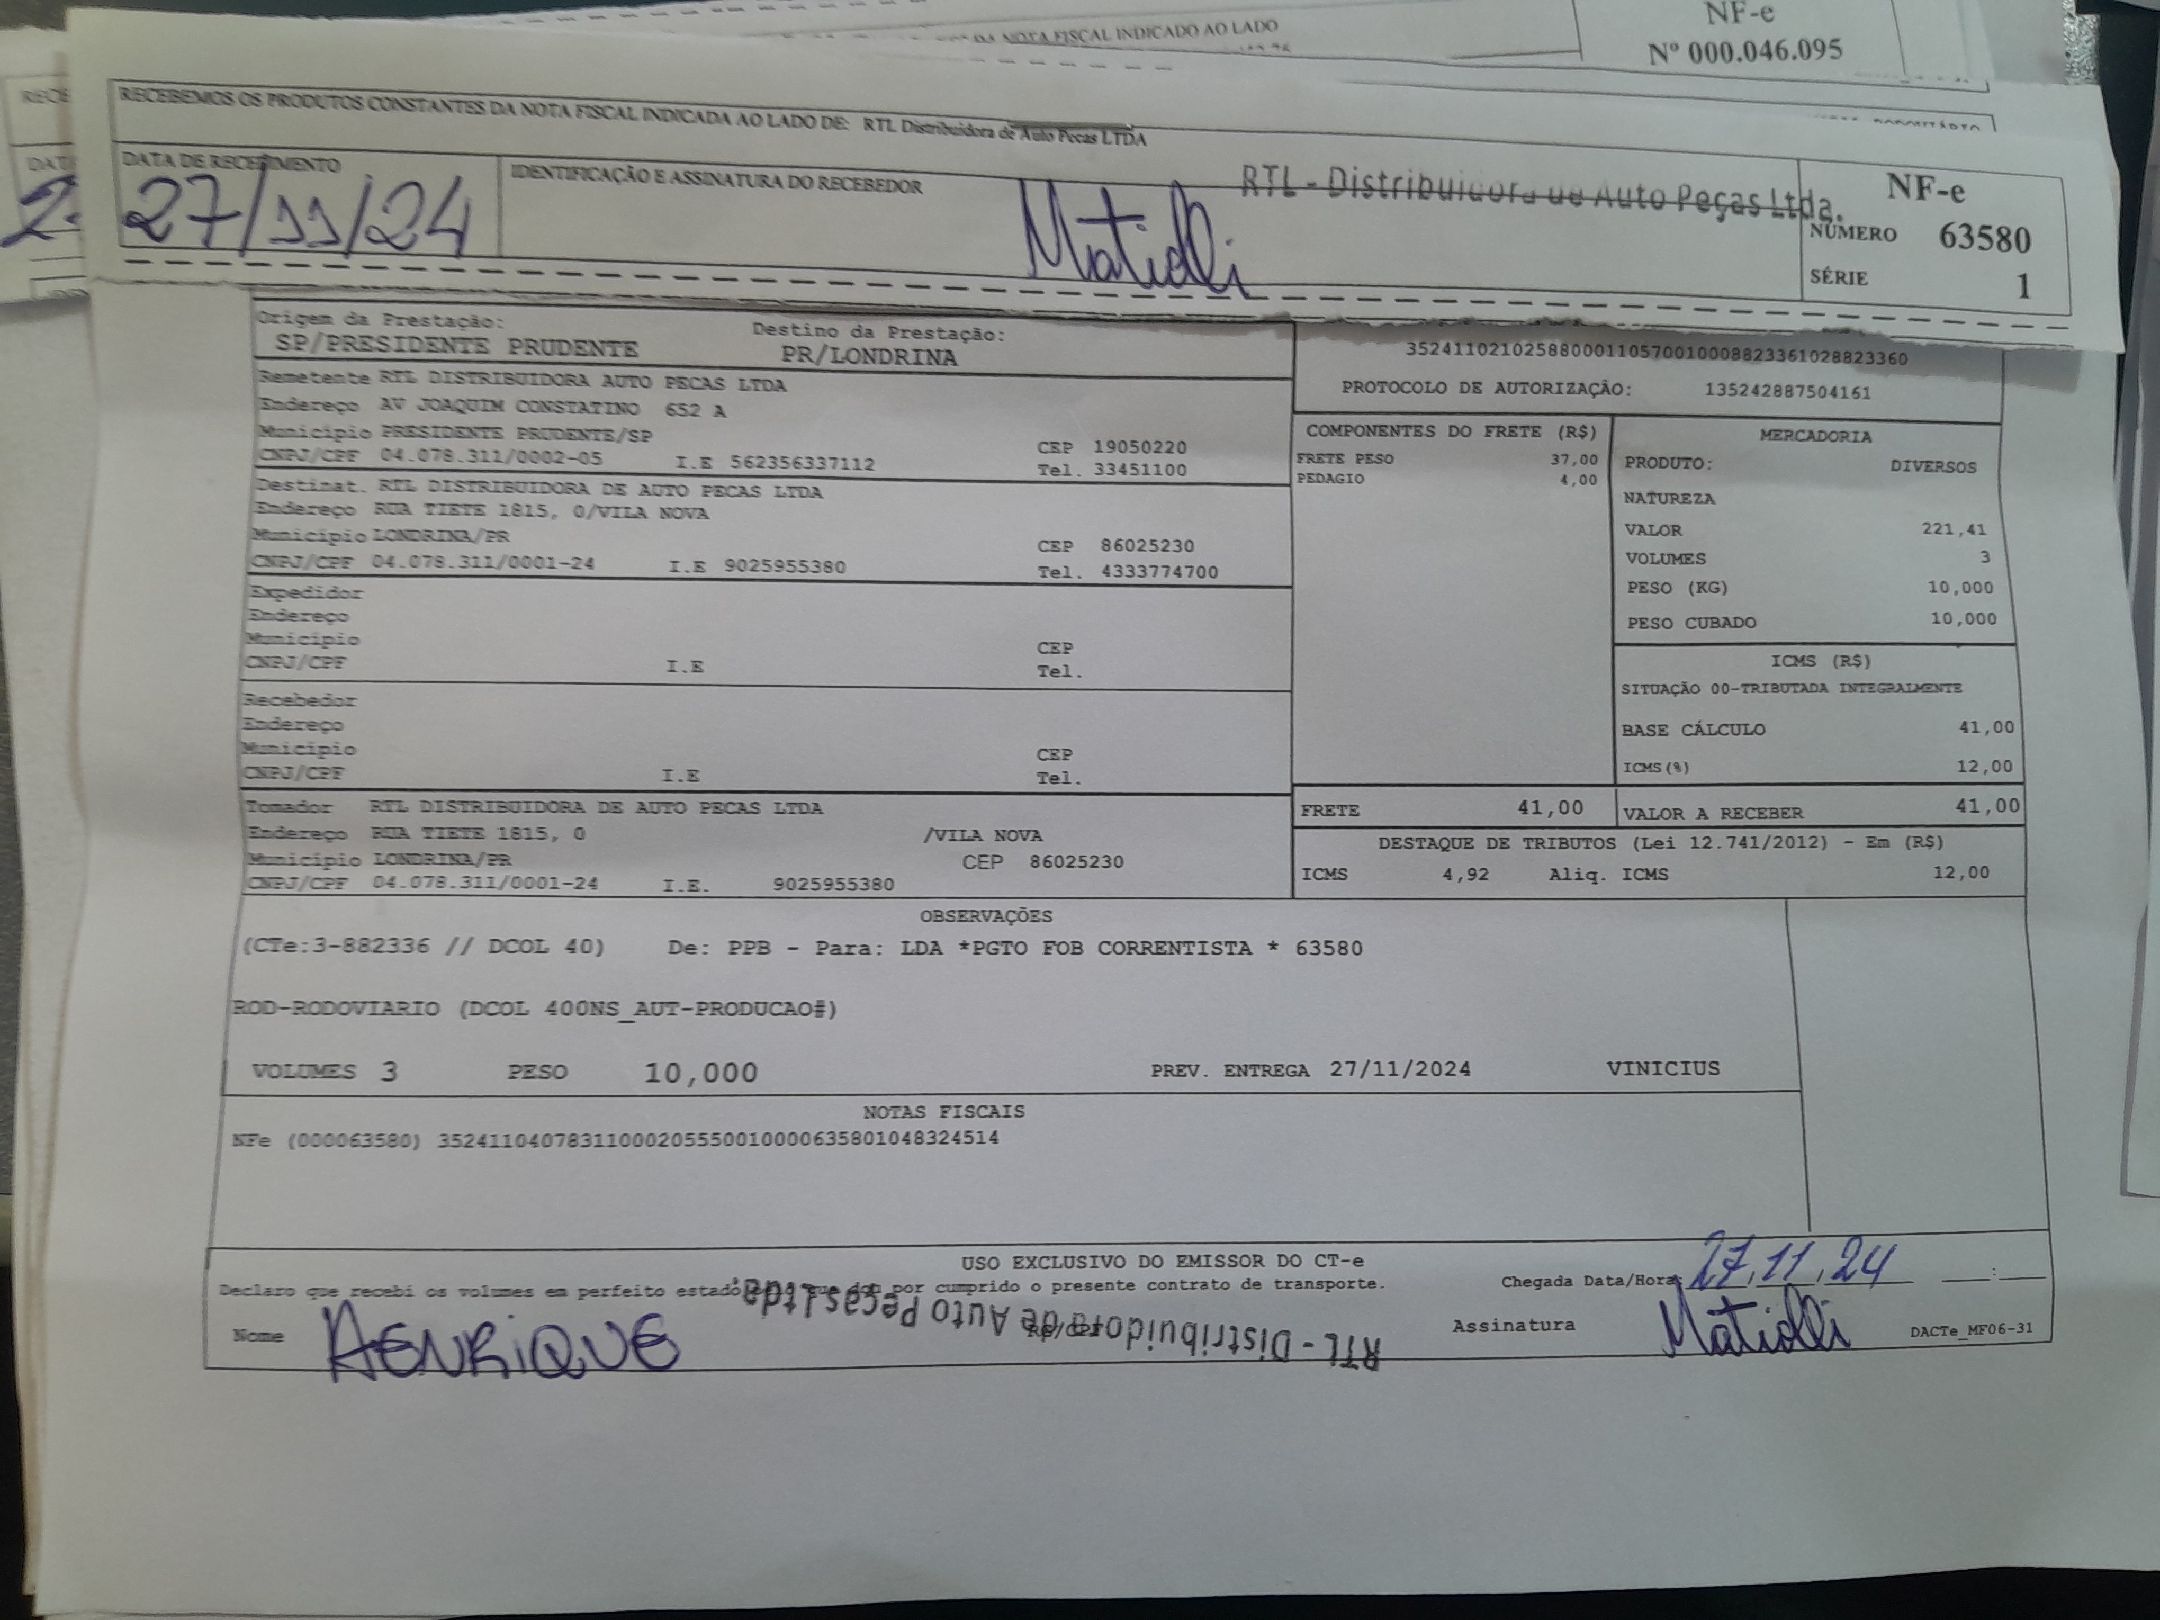 DA NOTA FISCAL INDICADO AO LADO
NF-e
Nº 000.046.095
RECEBEMOS OS PRODUTOS CONSTANTES DA NOTA FISCAL INDICADA AO LADO DE: RTL Distribuidora de Auto Pecas LTDA
DATA DE RECEBIMENTO
27/11/24
IDENTIFICAÇÃO E ASSINATURA DO RECEBEDOR
Matiolli
RTL - Distribuidora de Auto Peças Ltda.
NF-e
NÚMERO 63580
SÉRIE 1
Origem da Prestação: Destino da Prestação:
SP/PRESIDENTE PRUDENTE PR/LONDRINA
Remetente RTL DISTRIBUIDORA AUTO PECAS LTDA
Endereço AV JOAQUIM CONSTATINO 652 A
Município PRESIDENTE PRUDENTE/SP CEP 19050220
CNPJ/CPF 04.078.311/0002-05 I.E 562356337112 Tel. 33451100
Destinat. RTL DISTRIBUIDORA DE AUTO PECAS LTDA
Endereço RUA TIETE 1815, 0/VILA NOVA
Município LONDRINA/PR CEP 86025230
CNPJ/CPF 04.078.311/0001-24 I.E 9025955380 Tel. 4333774700
Expedidor
Endereço
Município CEP
CNPJ/CPF I.E Tel.
Recebedor
Endereço
Município CEP
CNPJ/CPF I.E Tel.
Tomador RTL DISTRIBUIDORA DE AUTO PECAS LTDA
Endereço RUA TIETE 1815, 0 /VILA NOVA
Município LONDRINA/PR CEP 86025230
CNPJ/CPF 04.078.311/0001-24 I.E. 9025955380
35241102102588000110570010008823361028823360
PROTOCOLO DE AUTORIZAÇÃO: 135242887504161
COMPONENTES DO FRETE (R$)
FRETE PESO 37,00
PEDAGIO 4,00
MERCADORIA
PRODUTO: DIVERSOS
NATUREZA
VALOR 221,41
VOLUMES 3
PESO (KG) 10,000
PESO CUBADO 10,000
ICMS (R$)
SITUAÇÃO 00-TRIBUTADA INTEGRALMENTE
BASE CÁLCULO 41,00
ICMS(%) 12,00
FRETE 41,00 VALOR A RECEBER 41,00
DESTAQUE DE TRIBUTOS (Lei 12.741/2012) - Em (R$)
ICMS 4,92 Aliq. ICMS 12,00
OBSERVAÇÕES
(CTe:3-882336 // DCOL 40) De: PPB - Para: LDA *PGTO FOB CORRENTISTA * 63580
ROD-RODOVIARIO (DCOL 400NS_AUT-PRODUCAO#)
VOLUMES 3 PESO 10,000 PREV. ENTREGA 27/11/2024 VINICIUS
NOTAS FISCAIS
NFe (000063580) 35241104078311000205550010000635801048324514
USO EXCLUSIVO DO EMISSOR DO CT-e
Declaro que recebi os volumes em perfeito estado que dou por cumprido o presente contrato de transporte.
Chegada Data/Hora 27,11,24 :
RTL - Distribuidora de Auto Peças Ltda.
Nome HENRIQUE
Assinatura Matiolli
DACTe_MF06-31